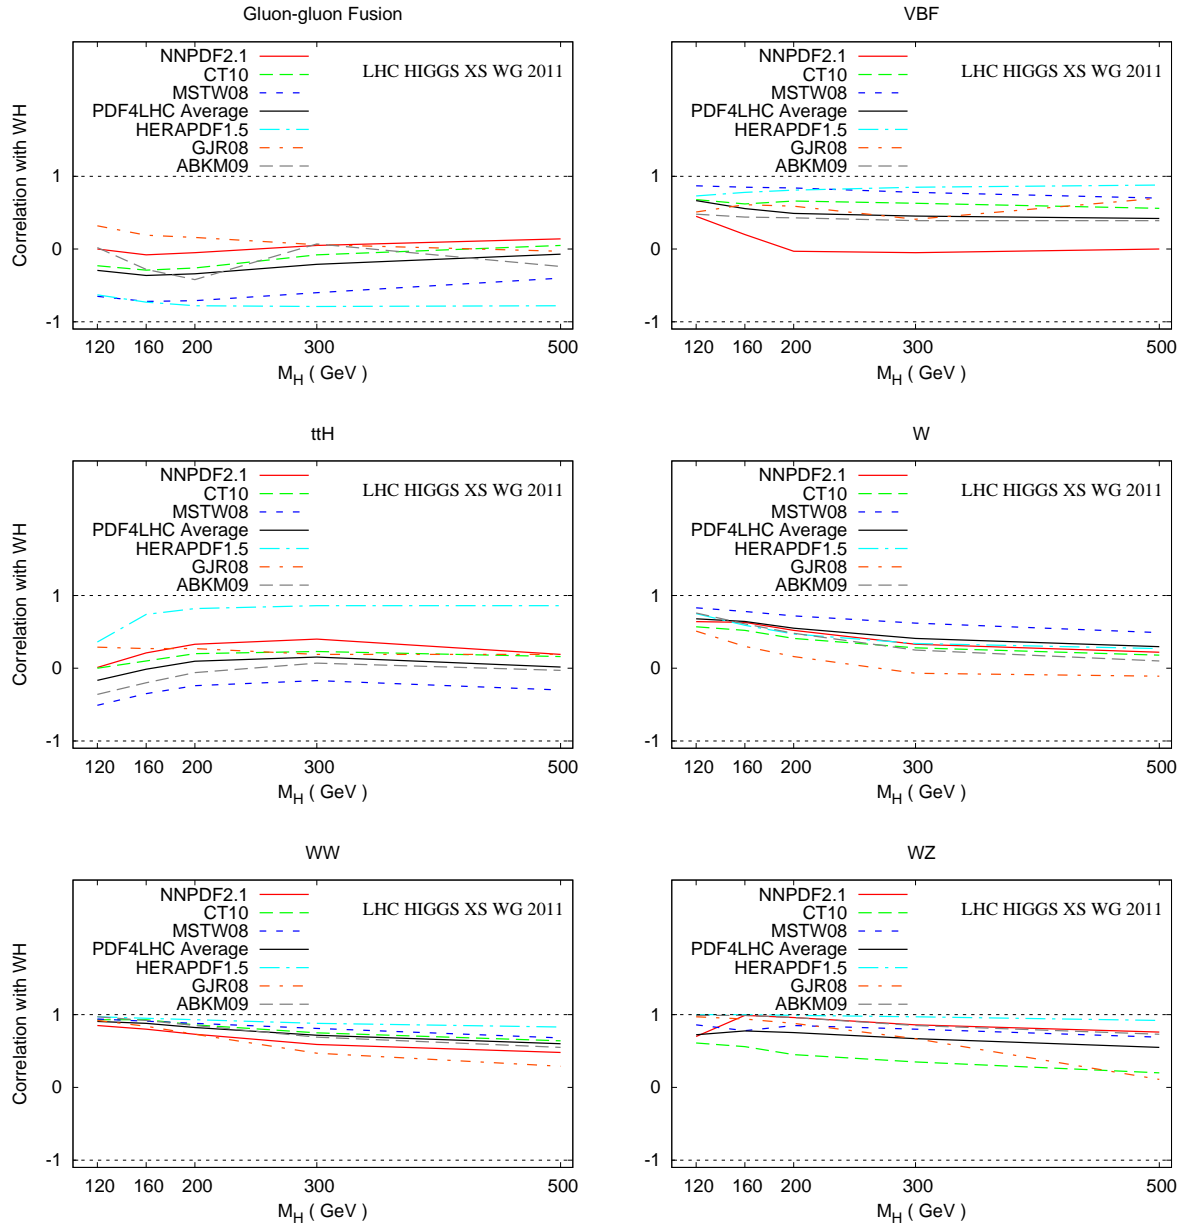 Gluon-gluon Fusion
NNPDF2.1
CT10
MSTW08
PDF4LHC Average
HERAPDF1.5
GJR08
ABKM09
LHC HIGGS XS WG 2011
Correlation with WH
1
0
-1
120 160 200 300 500
M_H ( GeV )
VBF
NNPDF2.1
CT10
MSTW08
PDF4LHC Average
HERAPDF1.5
GJR08
ABKM09
LHC HIGGS XS WG 2011
1
0
-1
120 160 200 300 500
M_H ( GeV )
ttH
NNPDF2.1
CT10
MSTW08
PDF4LHC Average
HERAPDF1.5
GJR08
ABKM09
LHC HIGGS XS WG 2011
Correlation with WH
1
0
-1
120 160 200 300 500
M_H ( GeV )
W
NNPDF2.1
CT10
MSTW08
PDF4LHC Average
HERAPDF1.5
GJR08
ABKM09
LHC HIGGS XS WG 2011
1
0
-1
120 160 200 300 500
M_H ( GeV )
WW
NNPDF2.1
CT10
MSTW08
PDF4LHC Average
HERAPDF1.5
GJR08
ABKM09
LHC HIGGS XS WG 2011
Correlation with WH
1
0
-1
120 160 200 300 500
M_H ( GeV )
WZ
NNPDF2.1
CT10
MSTW08
PDF4LHC Average
HERAPDF1.5
GJR08
ABKM09
LHC HIGGS XS WG 2011
1
0
-1
120 160 200 300 500
M_H ( GeV )